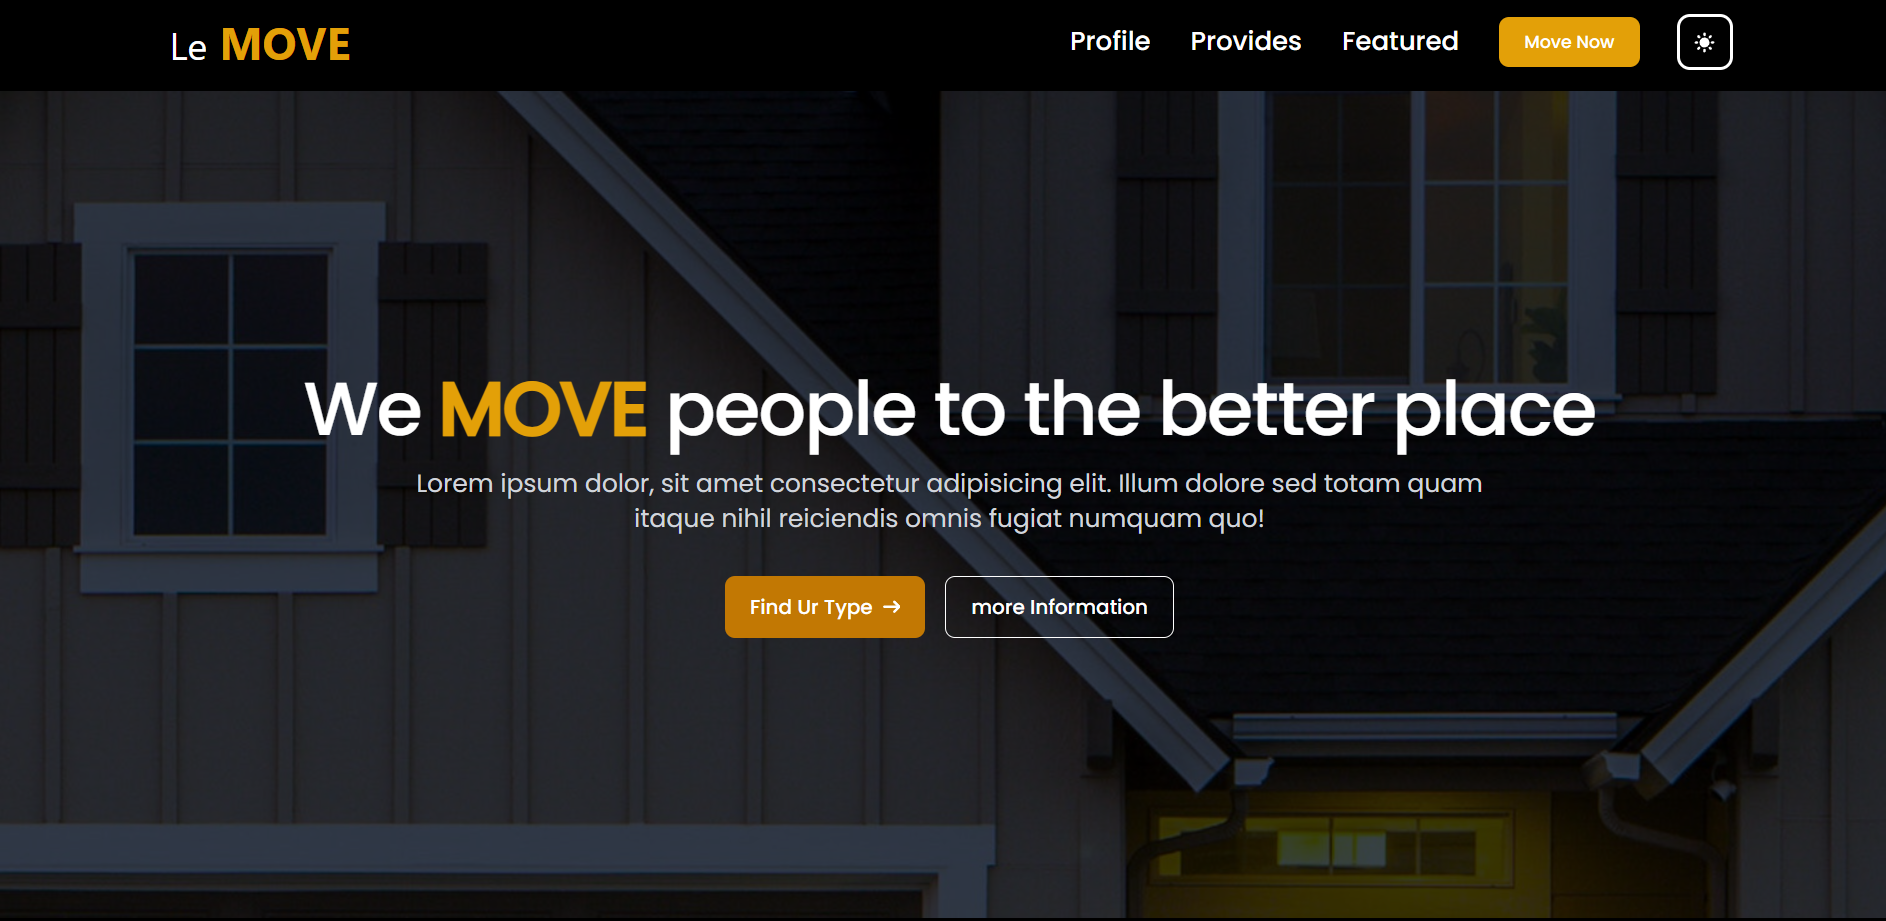 Le MOVE
Profile
Provides
Featured
Move Now
We MOVE people to the better place
Lorem ipsum dolor, sit amet consectetur adipisicing elit. Illum dolore sed totam quam
itaque nihil reiciendis omnis fugiat numquam quo!
Find Ur Type →
more Information